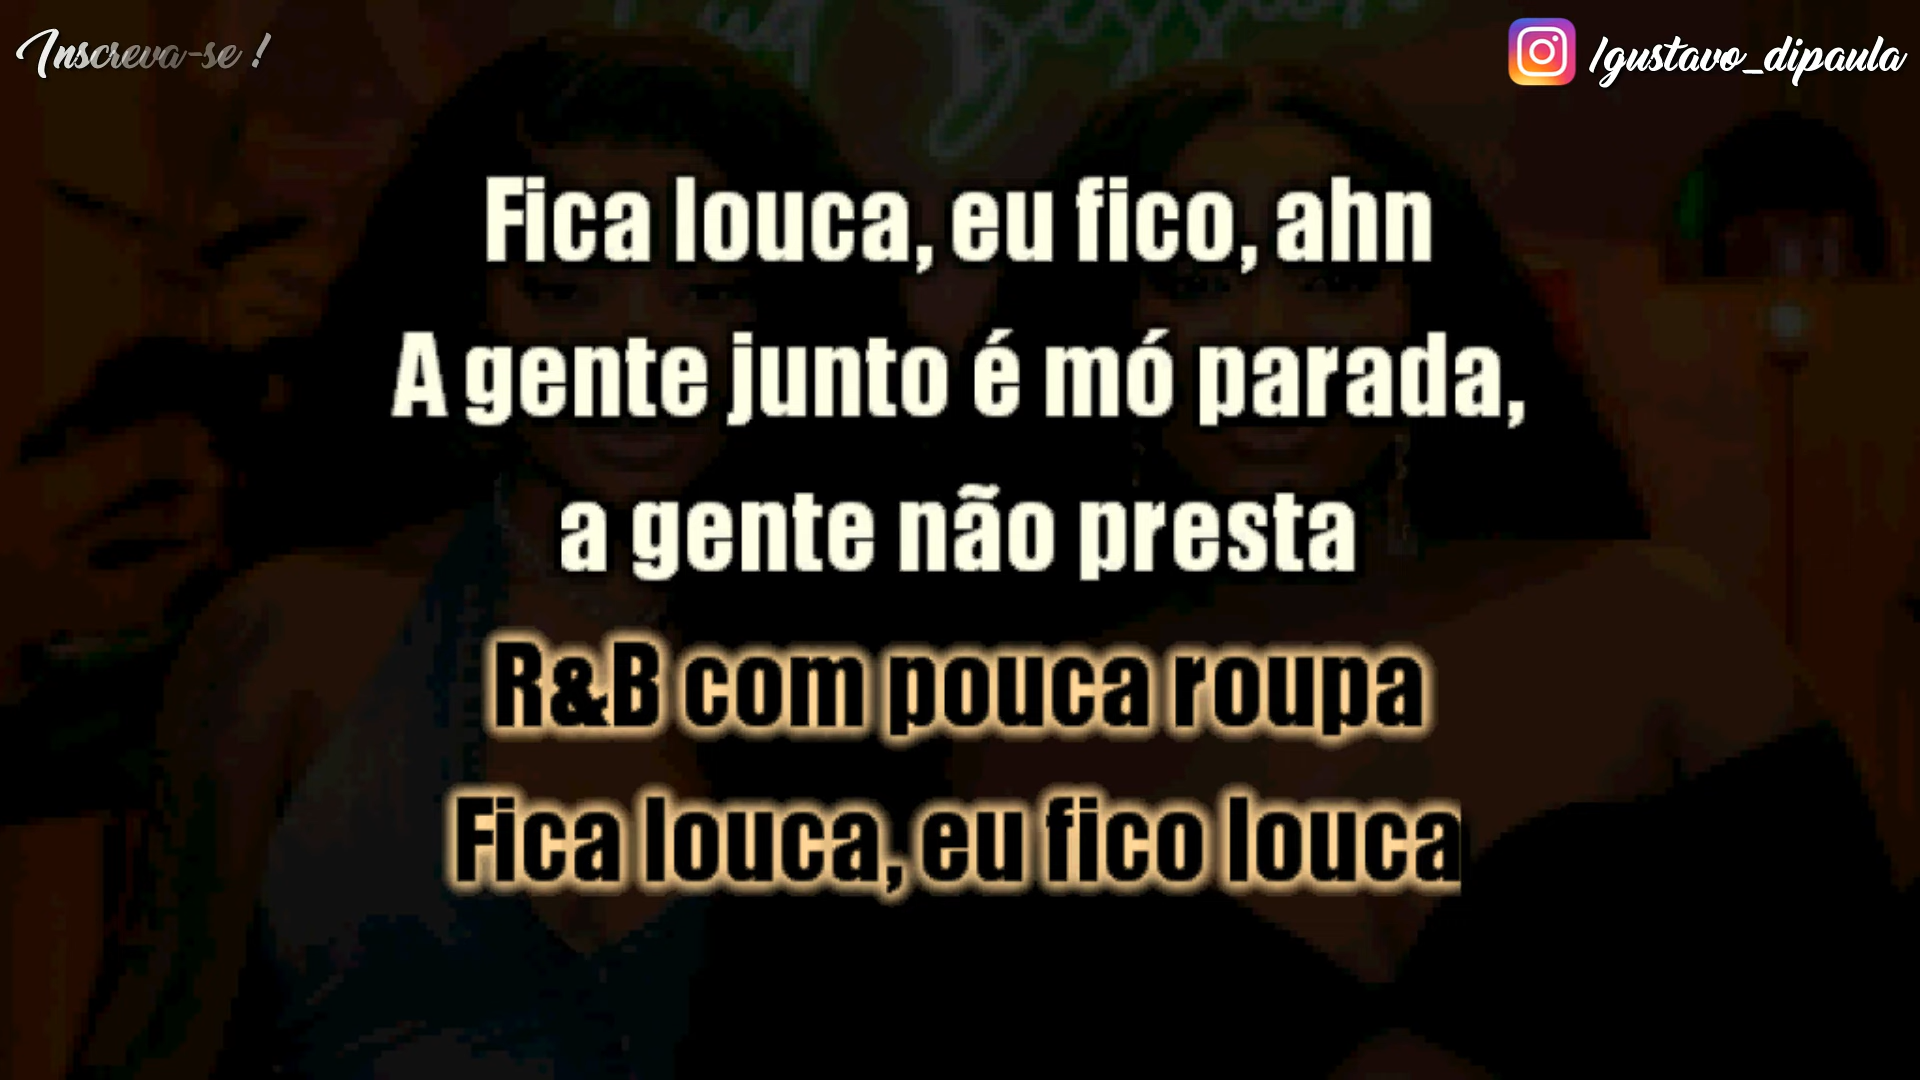 Inscreva-se !
/gustavo_dipaula
Fica louca, eu fico, ahn
A gente junto é mó parada,
a gente não presta
R&B com pouca roupa
Fica louca, eu fico louca